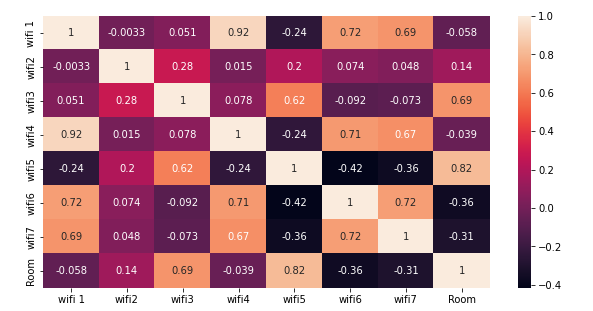 wifi 1 1 -0.0033 0.051 0.92 -0.24 0.72 0.69 -0.058
wifi2 -0.0033 1 0.28 0.015 0.2 0.074 0.048 0.14
wifi3 0.051 0.28 1 0.078 0.62 -0.092 -0.073 0.69
wifi4 0.92 0.015 0.078 1 -0.24 0.71 0.67 -0.039
wifi5 -0.24 0.2 0.62 -0.24 1 -0.42 -0.36 0.82
wifi6 0.72 0.074 -0.092 0.71 -0.42 1 0.72 -0.36
wifi7 0.69 0.048 -0.073 0.67 -0.36 0.72 1 -0.31
Room -0.058 0.14 0.69 -0.039 0.82 -0.36 -0.31 1
wifi 1 wifi2 wifi3 wifi4 wifi5 wifi6 wifi7 Room
1.0
0.8
0.6
0.4
0.2
0.0
−0.2
−0.4